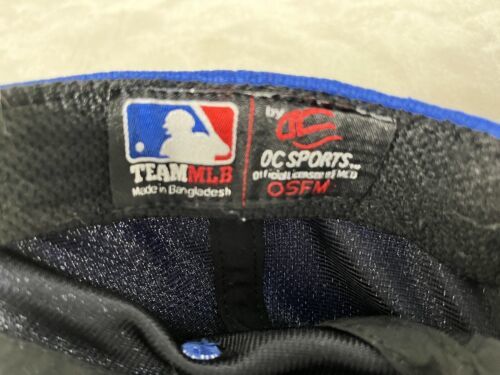 TEAMMLB
Made in Bangladesh
by
OC SPORTS
Official Licensee of MLB
OSFM